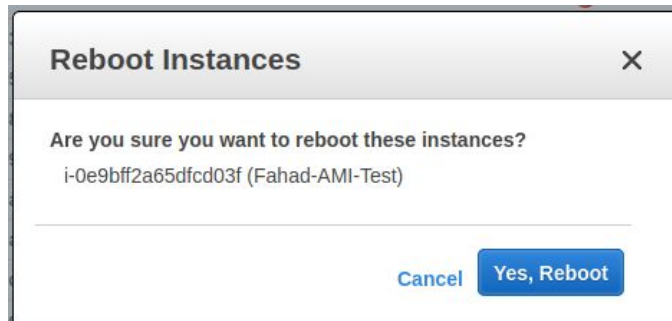 Reboot Instances
Are you sure you want to reboot these instances?
i-0e9bff2a65dfcd03f (Fahad-AMI-Test)
Cancel
Yes, Reboot